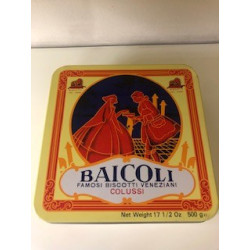 BAICOLI
FAMOSI BISCOTTI VENEZIANI
COLUSSI
Net Weight 17 1/2 Oz 500 g.